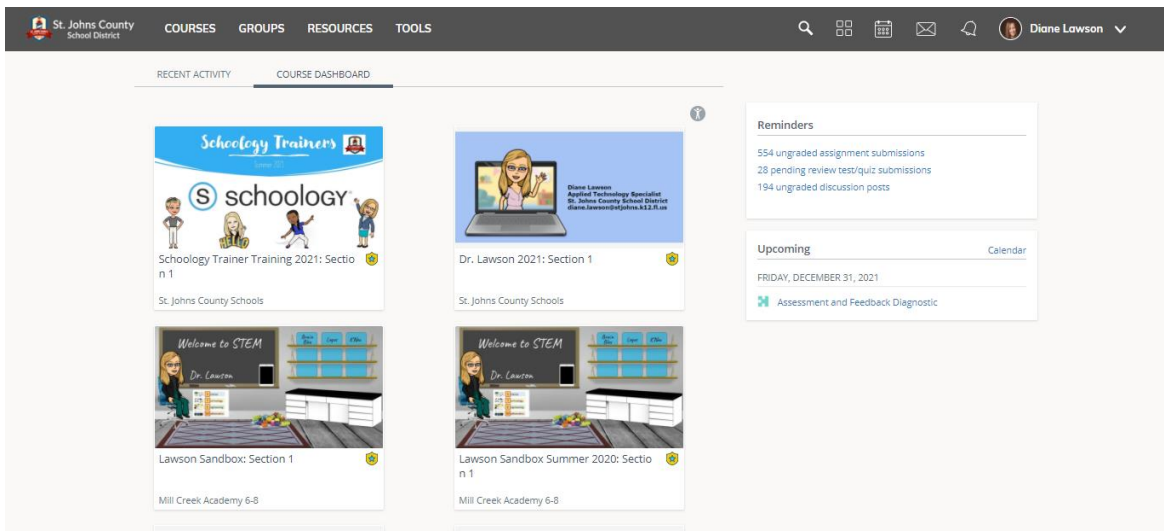 St. Johns County
School District
COURSES GROUPS RESOURCES TOOLS
Diane Lawson
RECENT ACTIVITY COURSE DASHBOARD
Schoology Trainers
S schoology
HELLO
Schoology Trainer Training 2021: Sectio
n 1
St. Johns County Schools
Diane Lawson
Applied Technology Specialist
St. Johns County School District
diane.lawson@stjohns.k12.fl.us
Dr. Lawson 2021: Section 1
St. Johns County Schools
Welcome to STEM
Dr. Lawson
Lawson Sandbox: Section 1
Mill Creek Academy 6-8
Welcome to STEM
Dr. Lawson
Lawson Sandbox Summer 2020: Sectio
n 1
Mill Creek Academy 6-8
Reminders
554 ungraded assignment submissions
28 pending review test/quiz submissions
194 ungraded discussion posts
Upcoming Calendar
FRIDAY, DECEMBER 31, 2021
Assessment and Feedback Diagnostic